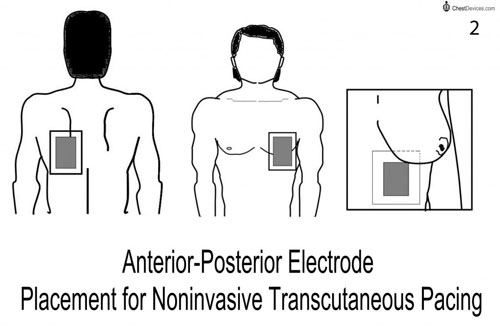 ChestDevices.com
2
Anterior-Posterior Electrode
Placement for Noninvasive Transcutaneous Pacing